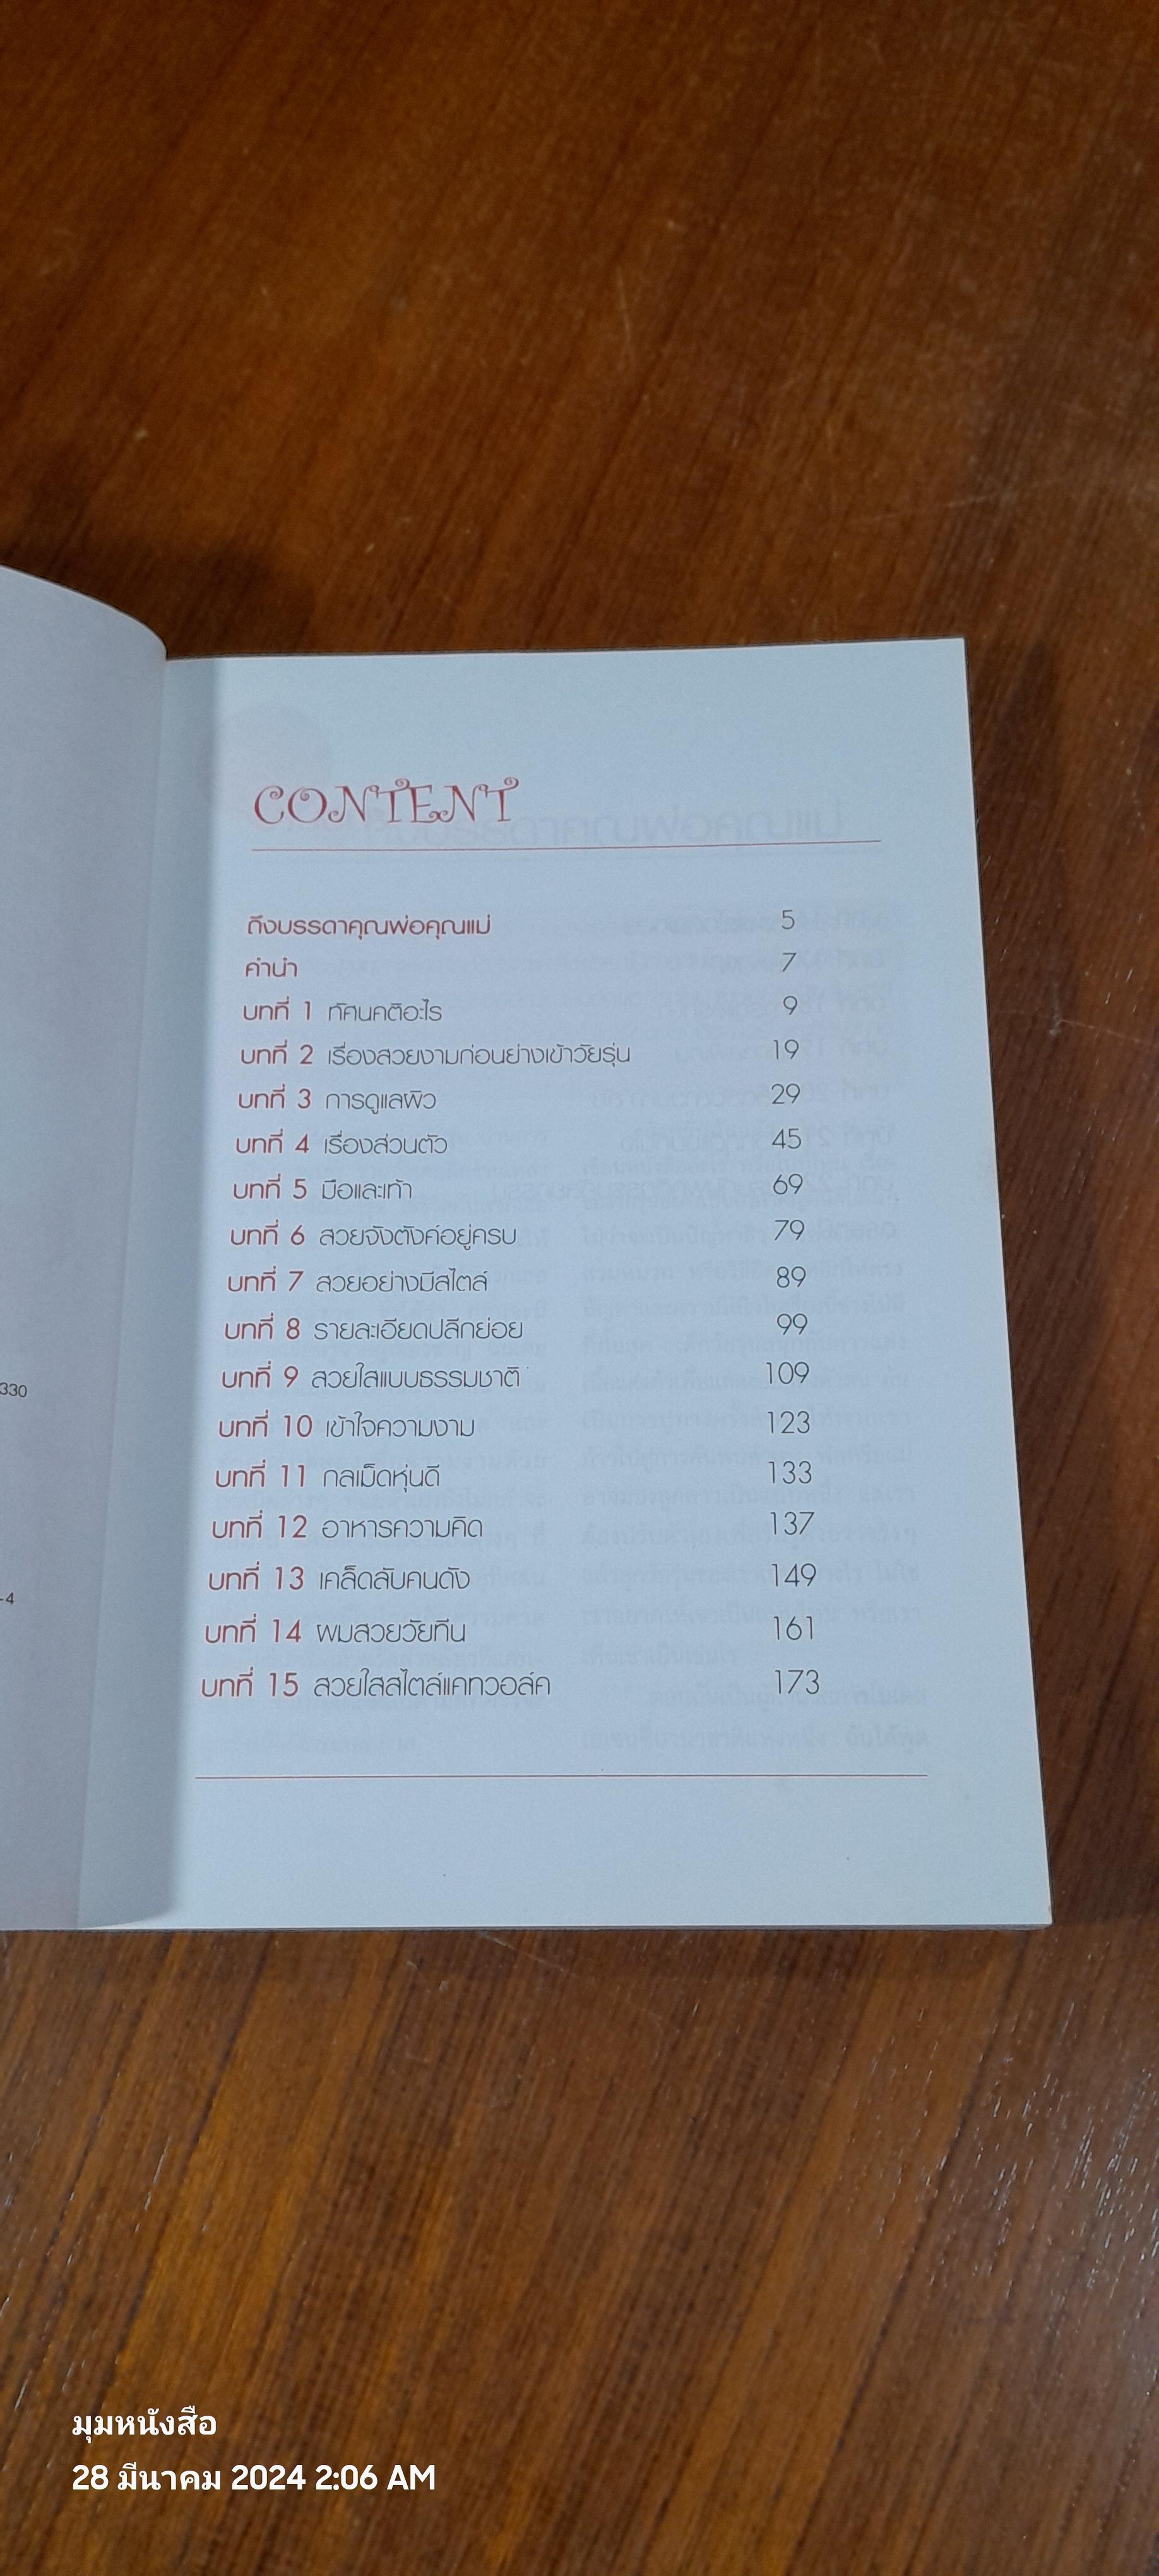 330
-4
CONTENT
ถึงบรรดาคุณพ่อคุณแม่ 5
คำนำ 7
บทที่ 1 ทัศนคติอะไร 9
บทที่ 2 เรื่องสวยงามก่อนย่างเข้าวัยรุ่น 19
บทที่ 3 การดูแลผิว 29
บทที่ 4 เรื่องส่วนตัว 45
บทที่ 5 มือและเท้า 69
บทที่ 6 สวยจังตังค์อยู่ครบ 79
บทที่ 7 สวยอย่างมีสไตล์ 89
บทที่ 8 รายละเอียดปลีกย่อย 99
บทที่ 9 สวยใสแบบธรรมชาติ 109
บทที่ 10 เข้าใจความงาม 123
บทที่ 11 กลเม็ดหุ่นดี 133
บทที่ 12 อาหารความคิด 137
บทที่ 13 เคล็ดลับคนดัง 149
บทที่ 14 ผมสวยวัยทีน 161
บทที่ 15 สวยใสสไตล์แคทวอล์ค 173
มุมหนังสือ
28 มีนาคม 2024 2:06 AM